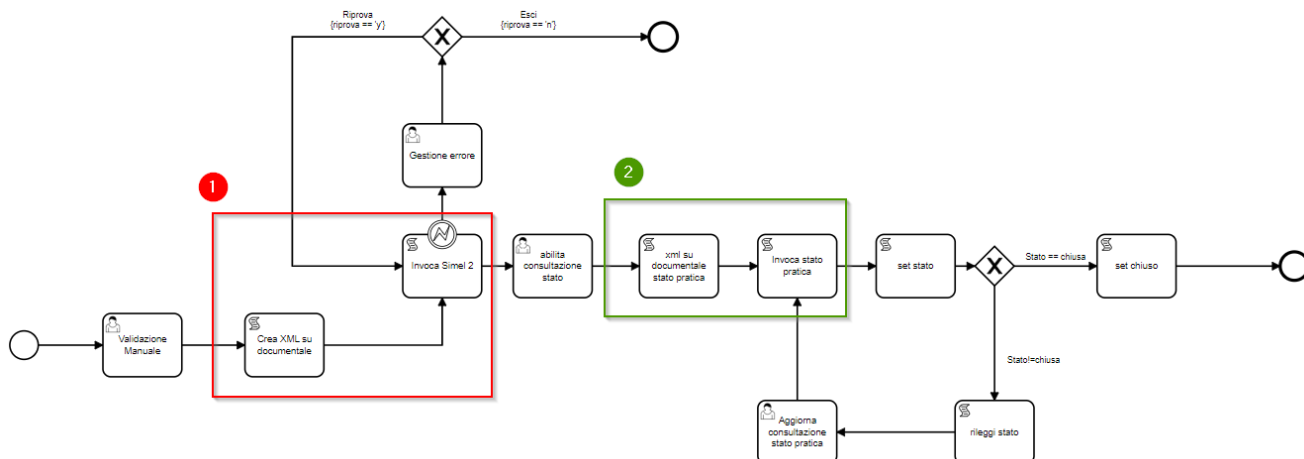 Riprova
{riprova == 'y'}
Esci
{riprova == 'n'}
Gestione errore
1
2
Invoca Simel 2
abilita
consultazione
stato
xml su
documentale
stato pratica
Invoca stato
pratica
set stato
Stato == chiusa
set chiuso
Validazione
Manuale
Crea XML su
documentale
Stato!=chiusa
Aggiorna
consultazione
stato pratica
rileggi stato